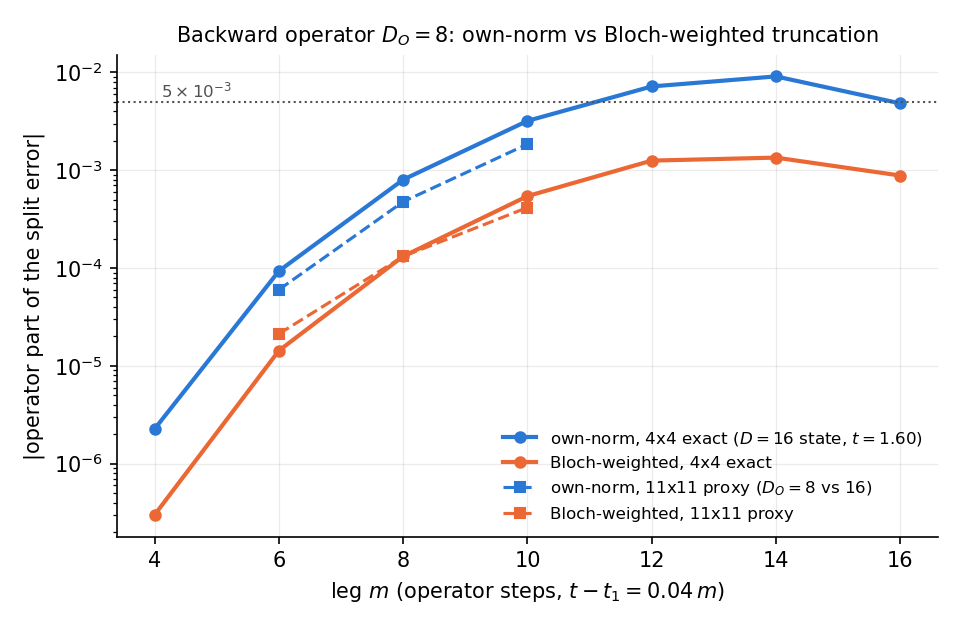 Backward operator $D_O = 8$: own-norm vs Bloch-weighted truncation
|operator part of the split error|
$10^{-2}$
$10^{-3}$
$10^{-4}$
$10^{-5}$
$10^{-6}$
$5 \times 10^{-3}$
own-norm, 4x4 exact ($D = 16$ state, $t = 1.60$)
Bloch-weighted, 4x4 exact
own-norm, 11x11 proxy ($D_O = 8$ vs 16)
Bloch-weighted, 11x11 proxy
4 6 8 10 12 14 16
leg $m$ (operator steps, $t - t_1 = 0.04\,m$)